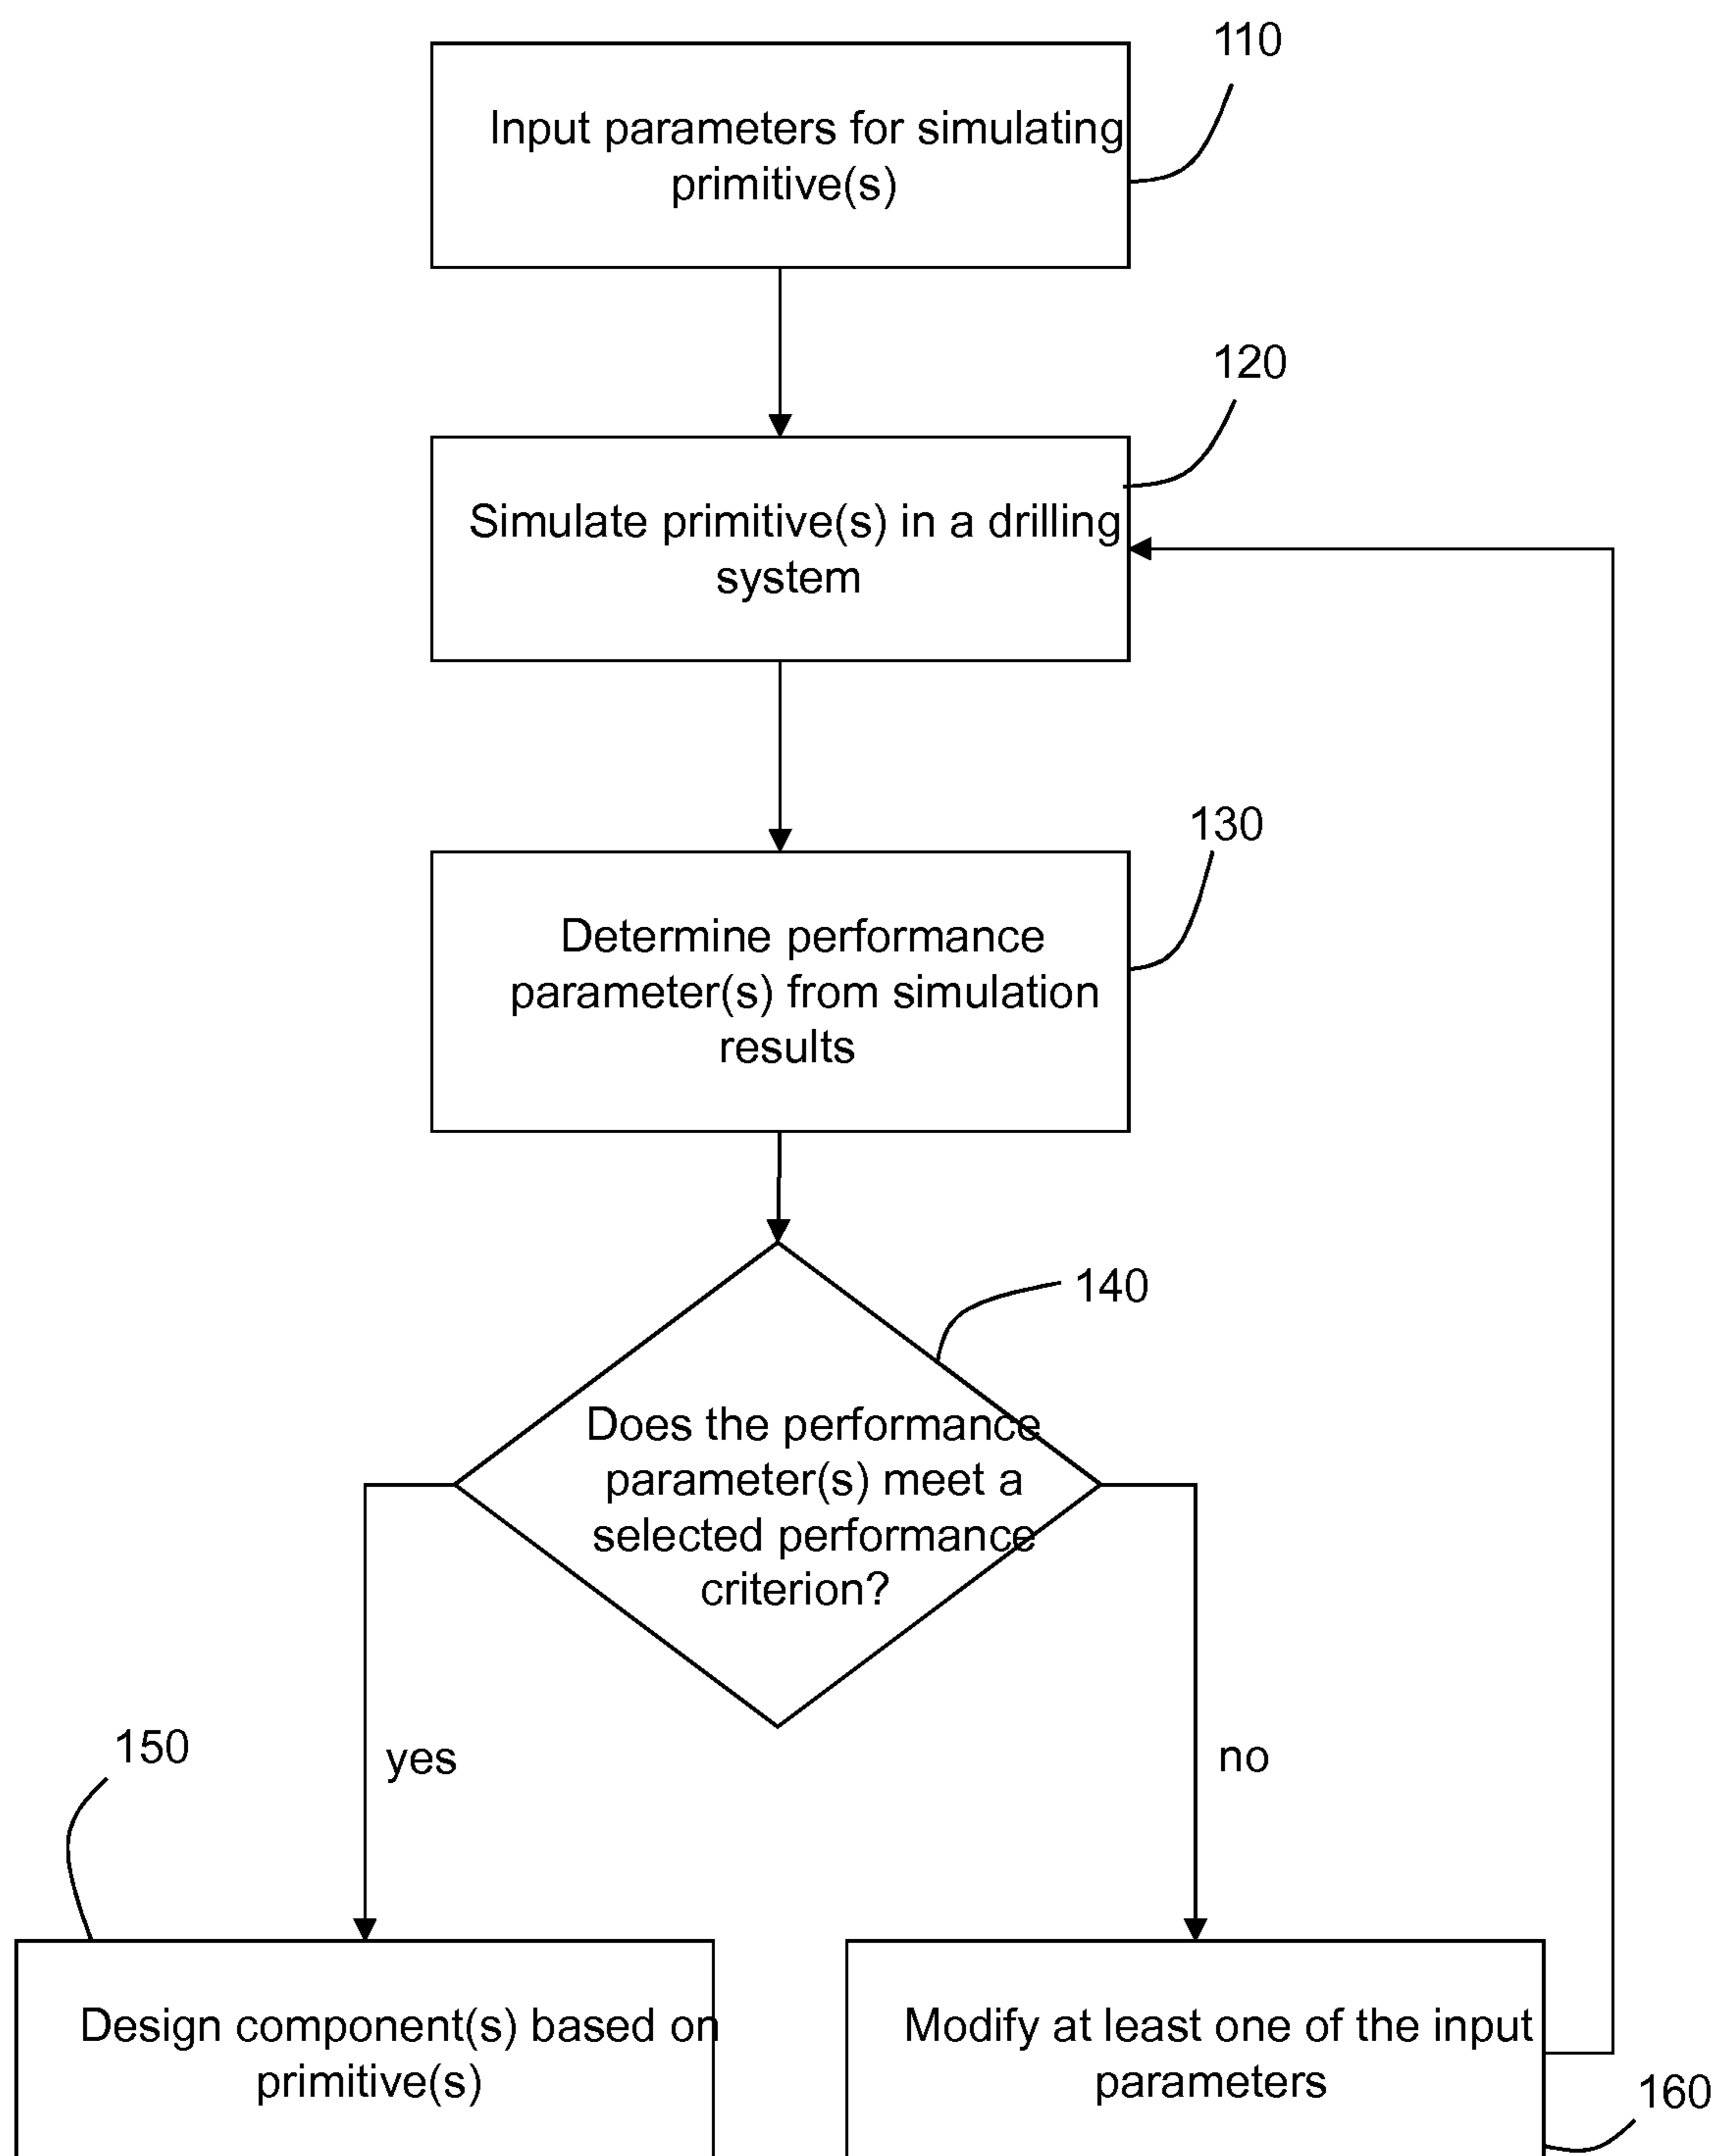 110
Input parameters for simulating
primitive(s)
120
Simulate primitive(s) in a drilling
system
130
Determine performance
parameter(s) from simulation
results
140
Does the performance
parameter(s) meet a
selected performance
criterion?
150
yes
no
Design component(s) based on
primitive(s)
Modify at least one of the input
parameters
160